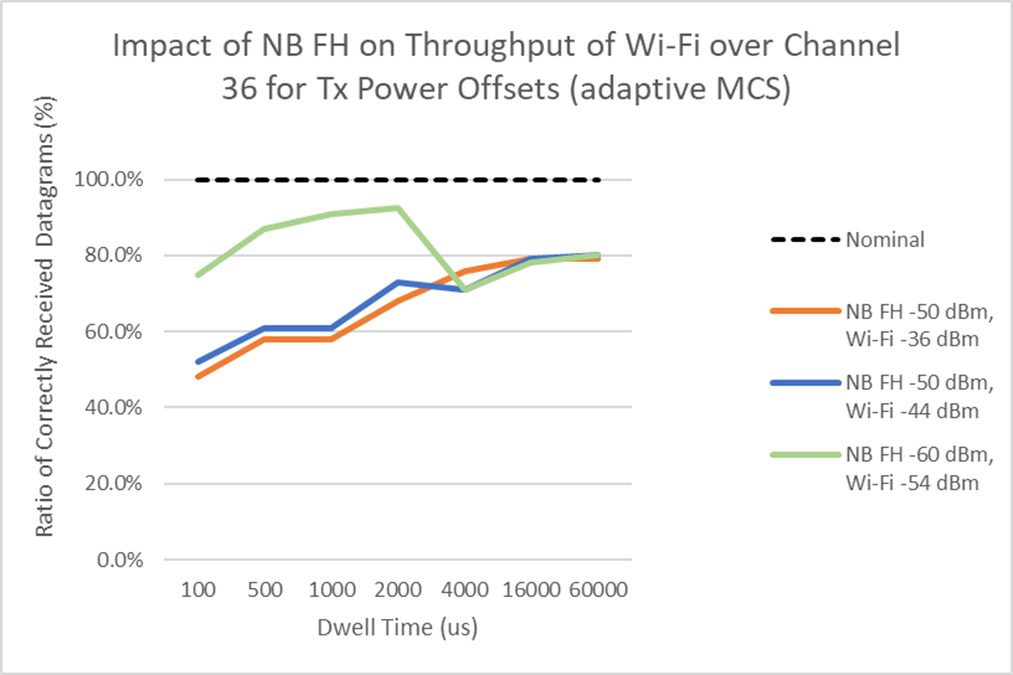 Impact of NB FH on Throughput of Wi-Fi over Channel
36 for Tx Power Offsets (adaptive MCS)
Ratio of Correctly Received Datagrams (%)
100.0%
80.0%
60.0%
40.0%
20.0%
0.0%
100 500 1000 2000 4000 16000 60000
Dwell Time (us)
Nominal
NB FH -50 dBm,
Wi-Fi -36 dBm
NB FH -50 dBm,
Wi-Fi -44 dBm
NB FH -60 dBm,
Wi-Fi -54 dBm